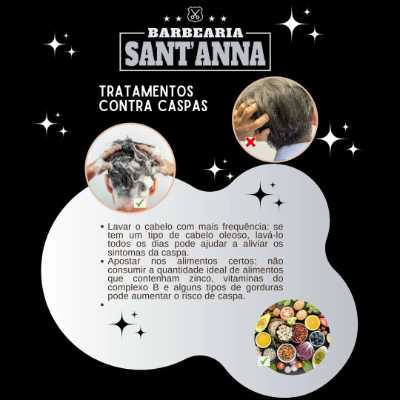 BARBEARIA
SANT'ANNA
TRATAMENTOS
CONTRA CASPAS
• Lavar o cabelo com mais frequência: se
tem um tipo de cabelo oleoso, lavá-lo
todos os dias pode ajudar a aliviar os
sintomas da caspa.
• Apostar nos alimentos certos: não
consumir a quantidade ideal de alimentos
que contenham zinco, vitaminas do
complexo B e alguns tipos de gorduras
pode aumentar o risco de caspa.
•